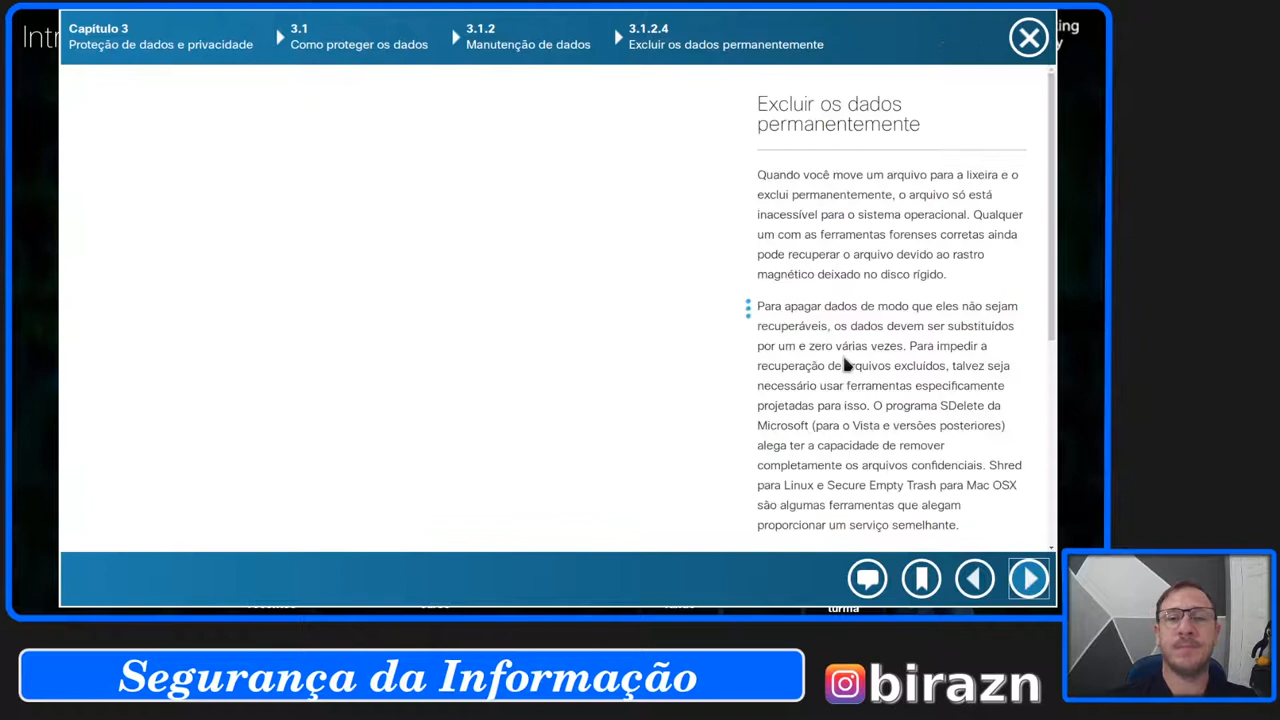 Intr
king
y
Capítulo 3
Proteção de dados e privacidade
3.1
Como proteger os dados
3.1.2
Manutenção de dados
3.1.2.4
Excluir os dados permanentemente
Excluir os dados
permanentemente
Quando você move um arquivo para a lixeira e o
exclui permanentemente, o arquivo só está
inacessível para o sistema operacional. Qualquer
um com as ferramentas forenses corretas ainda
pode recuperar o arquivo devido ao rastro
magnético deixado no disco rígido.
Para apagar dados de modo que eles não sejam
recuperáveis, os dados devem ser substituídos
por um e zero várias vezes. Para impedir a
recuperação de arquivos excluídos, talvez seja
necessário usar ferramentas especificamente
projetadas para isso. O programa SDelete da
Microsoft (para o Vista e versões posteriores)
alega ter a capacidade de remover
completamente os arquivos confidenciais. Shred
para Linux e Secure Empty Trash para Mac OSX
são algumas ferramentas que alegam
proporcionar um serviço semelhante.
turma
Segurança da Informação
birazn